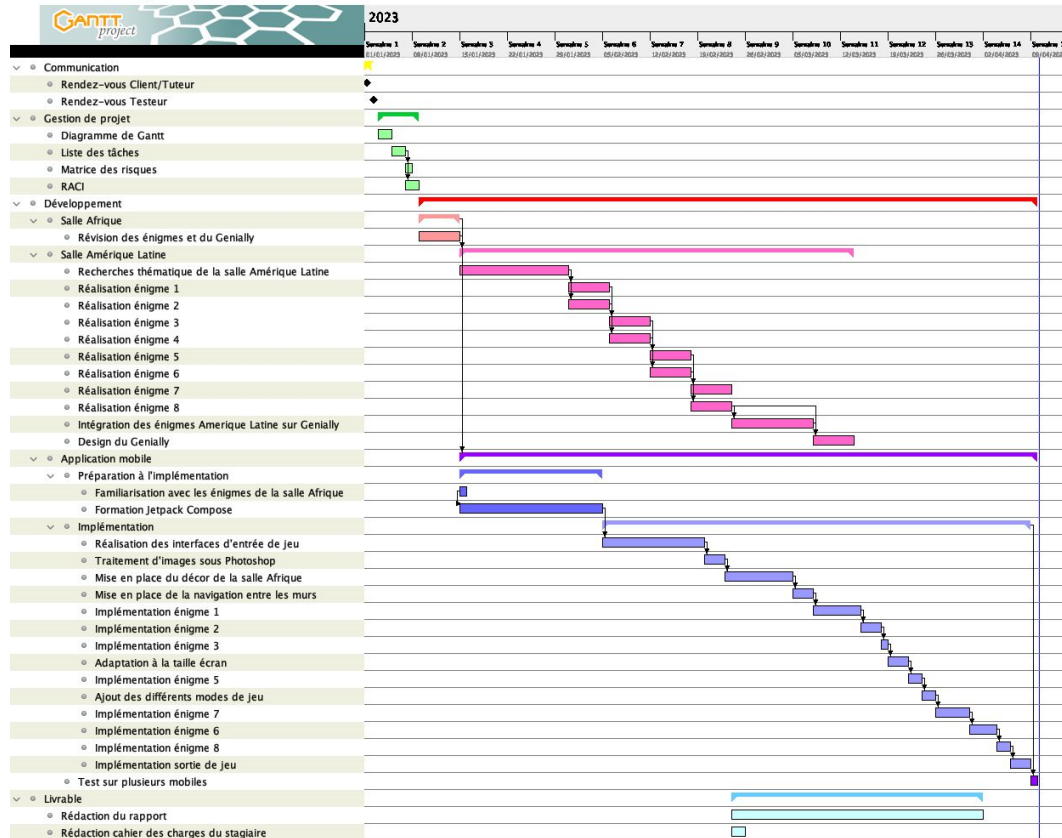 GANTT
project
2023
Semaine 1 Semaine 2 Semaine 3 Semaine 4 Semaine 5 Semaine 6 Semaine 7 Semaine 8 Semaine 9 Semaine 10 Semaine 11 Semaine 12 Semaine 13 Semaine 14 Semaine
01/01/2023 08/01/2023 15/01/2023 22/01/2023 29/01/2023 05/02/2023 12/02/2023 19/02/2023 26/02/2023 05/03/2023 12/03/2023 19/03/2023 26/03/2023 02/04/2023
Communication
Rendez-vous Client/Tuteur
Rendez-vous Testeur
Gestion de projet
Diagramme de Gantt
Liste des tâches
Matrice des risques
RACI
Développement
Salle Afrique
Révision des énigmes et du Genially
Salle Amérique Latine
Recherches thématique de la salle Amérique Latine
Réalisation énigme 1
Réalisation énigme 2
Réalisation énigme 3
Réalisation énigme 4
Réalisation énigme 5
Réalisation énigme 6
Réalisation énigme 7
Réalisation énigme 8
Intégration des énigmes Amerique Latine sur Genially
Design du Genially
Application mobile
Préparation à l'implémentation
Familiarisation avec les énigmes de la salle Afrique
Formation Jetpack Compose
Implémentation
Réalisation des interfaces d'entrée de jeu
Traitement d'images sous Photoshop
Mise en place du décor de la salle Afrique
Mise en place de la navigation entre les murs
Implémentation énigme 1
Implémentation énigme 2
Implémentation énigme 3
Adaptation à la taille écran
Implémentation énigme 5
Ajout des différents modes de jeu
Implémentation énigme 7
Implémentation énigme 6
Implémentation énigme 8
Implémentation sortie de jeu
Test sur plusieurs mobiles
Livrable
Rédaction du rapport
Rédaction cahier des charges du stagiaire